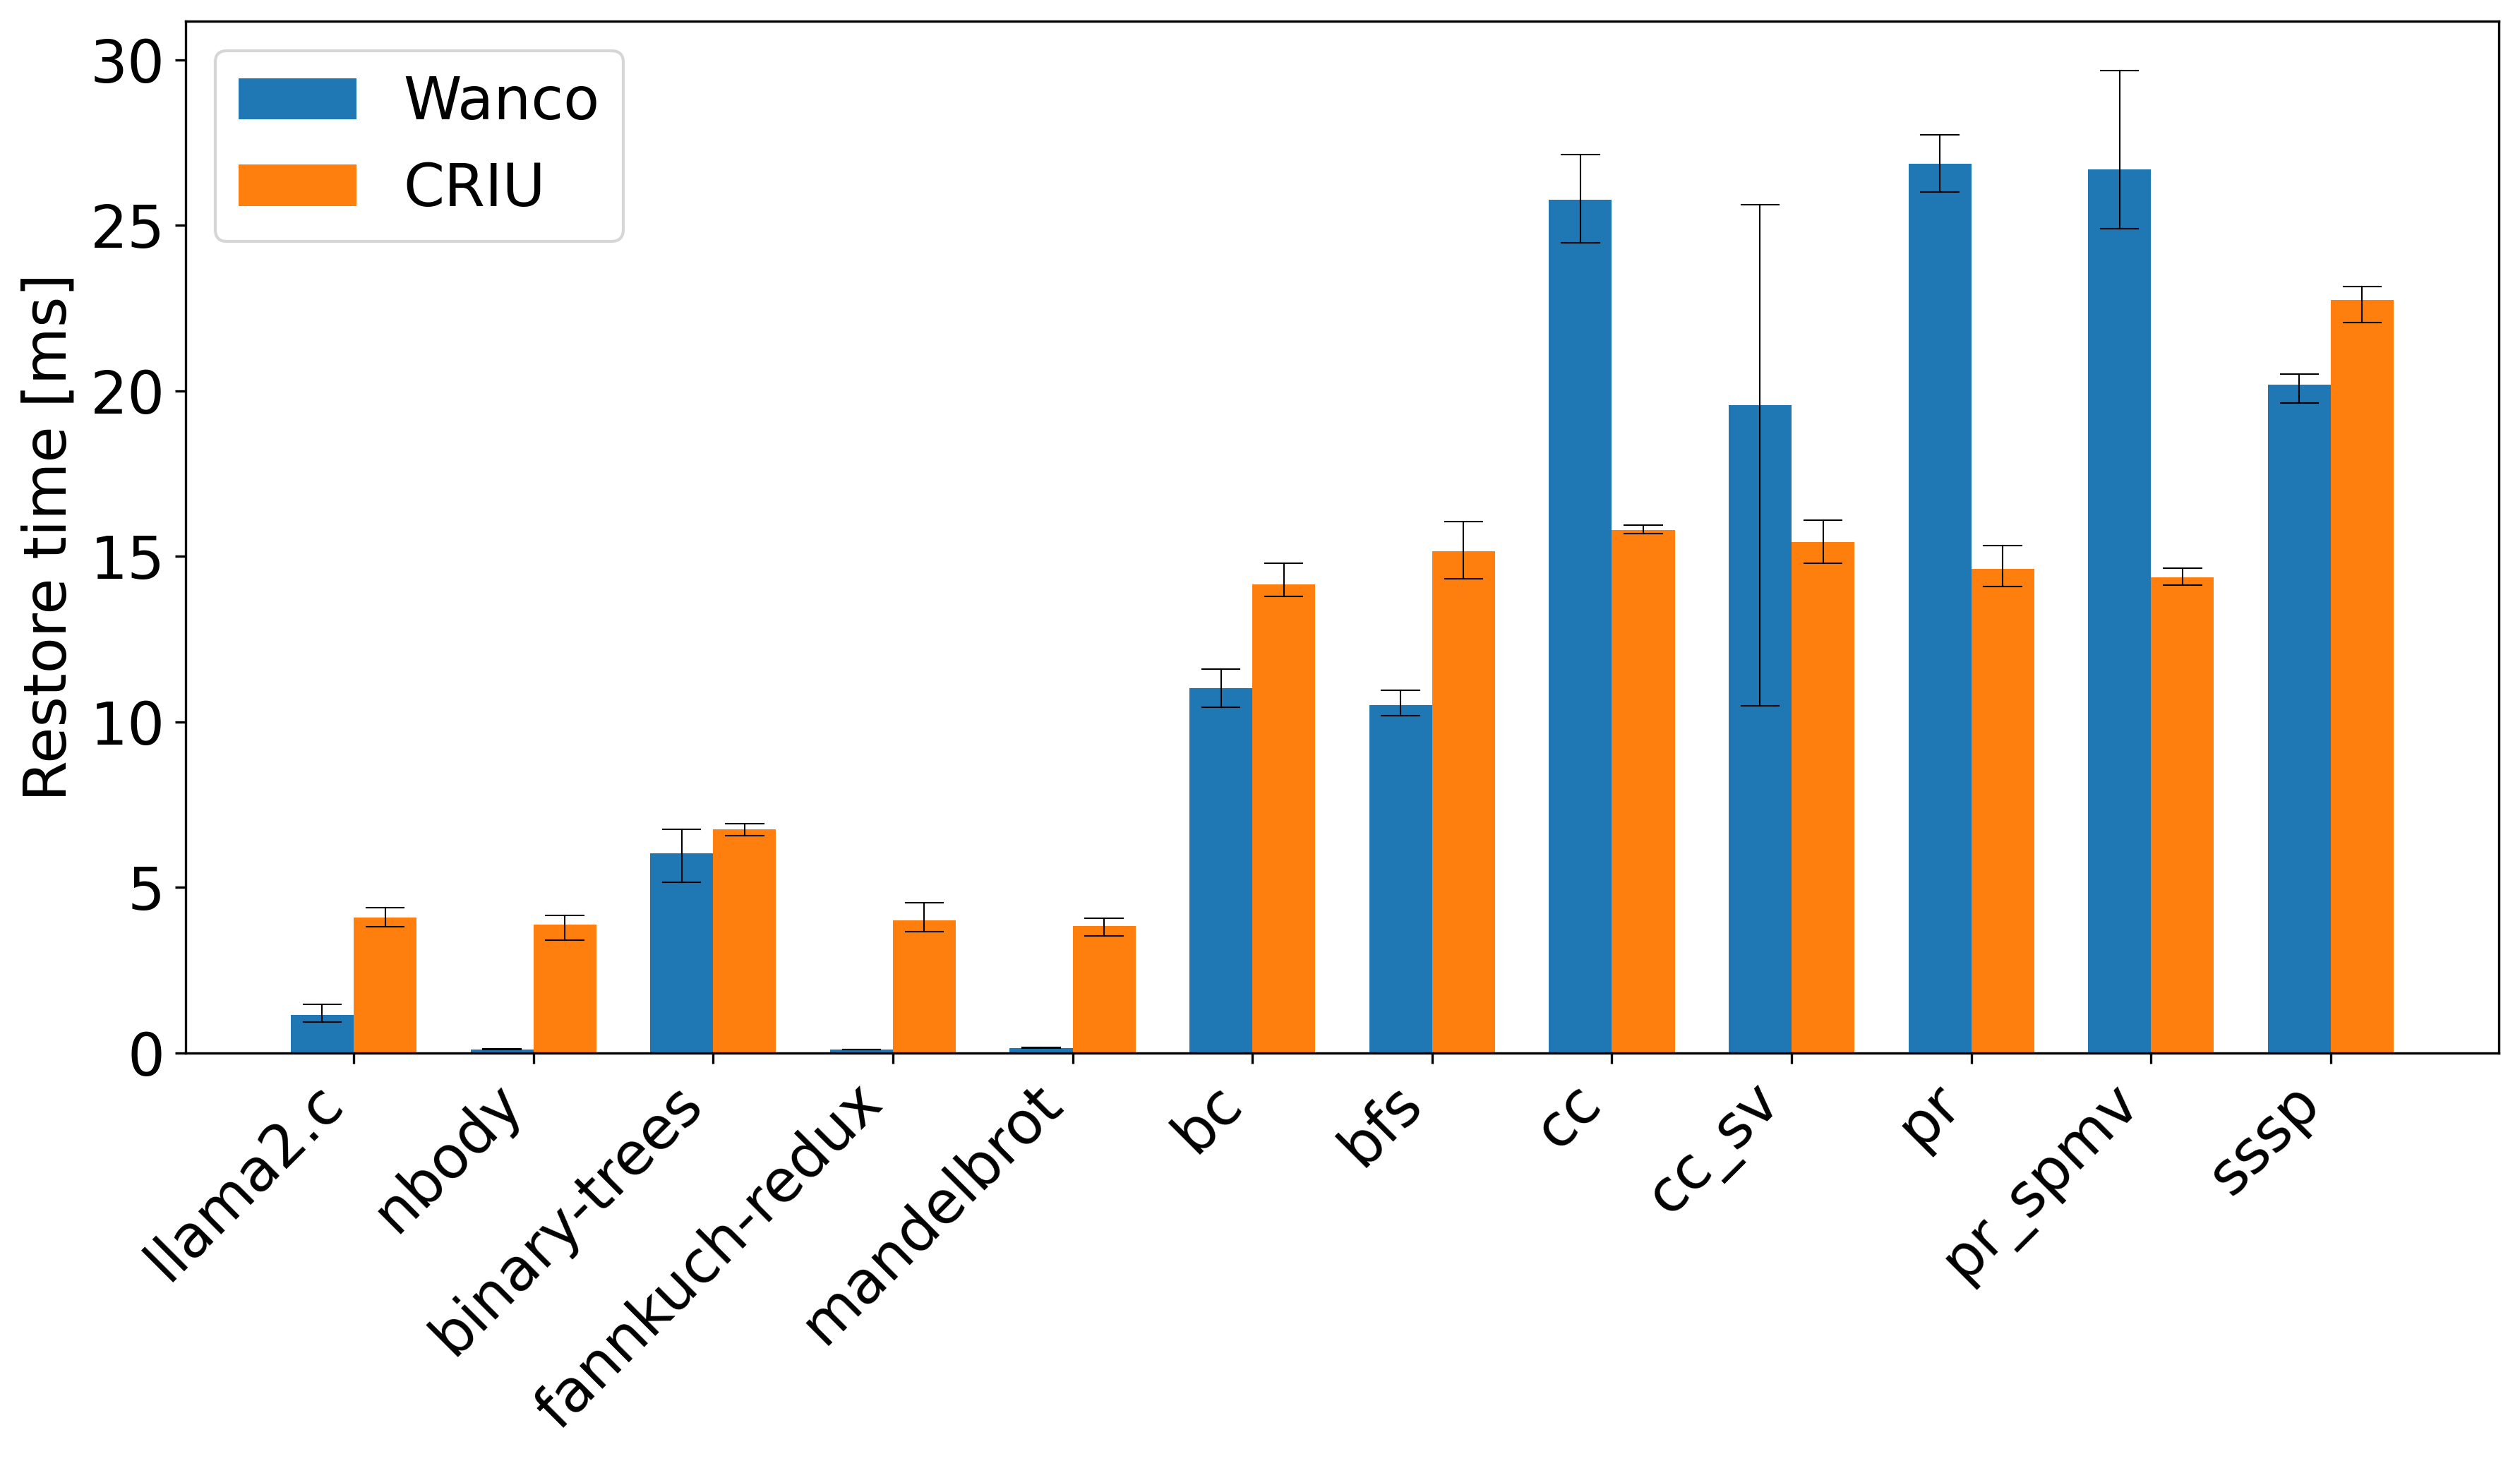 Wanco
CRIU
Restore time [ms]
30
25
20
15
10
5
0
llama2.c
nbody
binary-trees
fannkuch-redux
mandelbrot
bc
bfs
cc
cc_sv
pr
pr_spmv
sssp